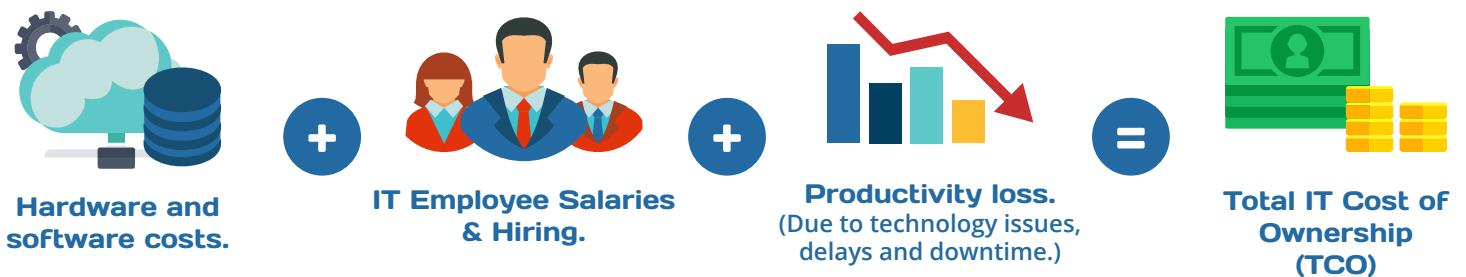 Hardware and
software costs.
+
IT Employee Salaries
& Hiring.
+
Productivity loss.
(Due to technology issues,
delays and downtime.)
=
Total IT Cost of
Ownership
(TCO)